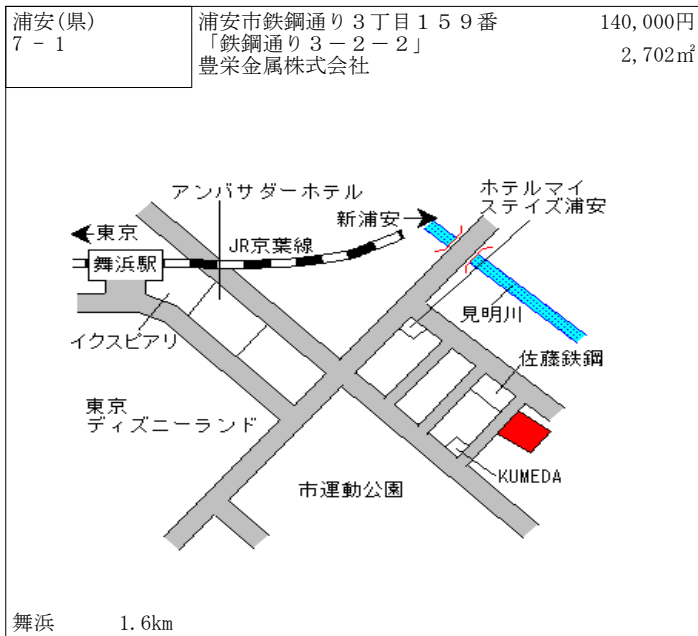 浦安(県)
7 - 1
浦安市鉄鋼通り３丁目１５９番
「鉄鋼通り３－２－２」
豊栄金属株式会社
140,000円
2,702㎡
アンバサダーホテル
ホテルマイ
ステイズ浦安
新浦安
東京
JR京葉線
舞浜駅
見明川
イクスピアリ
佐藤鉄鋼
東京
ディズニーランド
KUMEDA
市運動公園
舞浜 1.6km